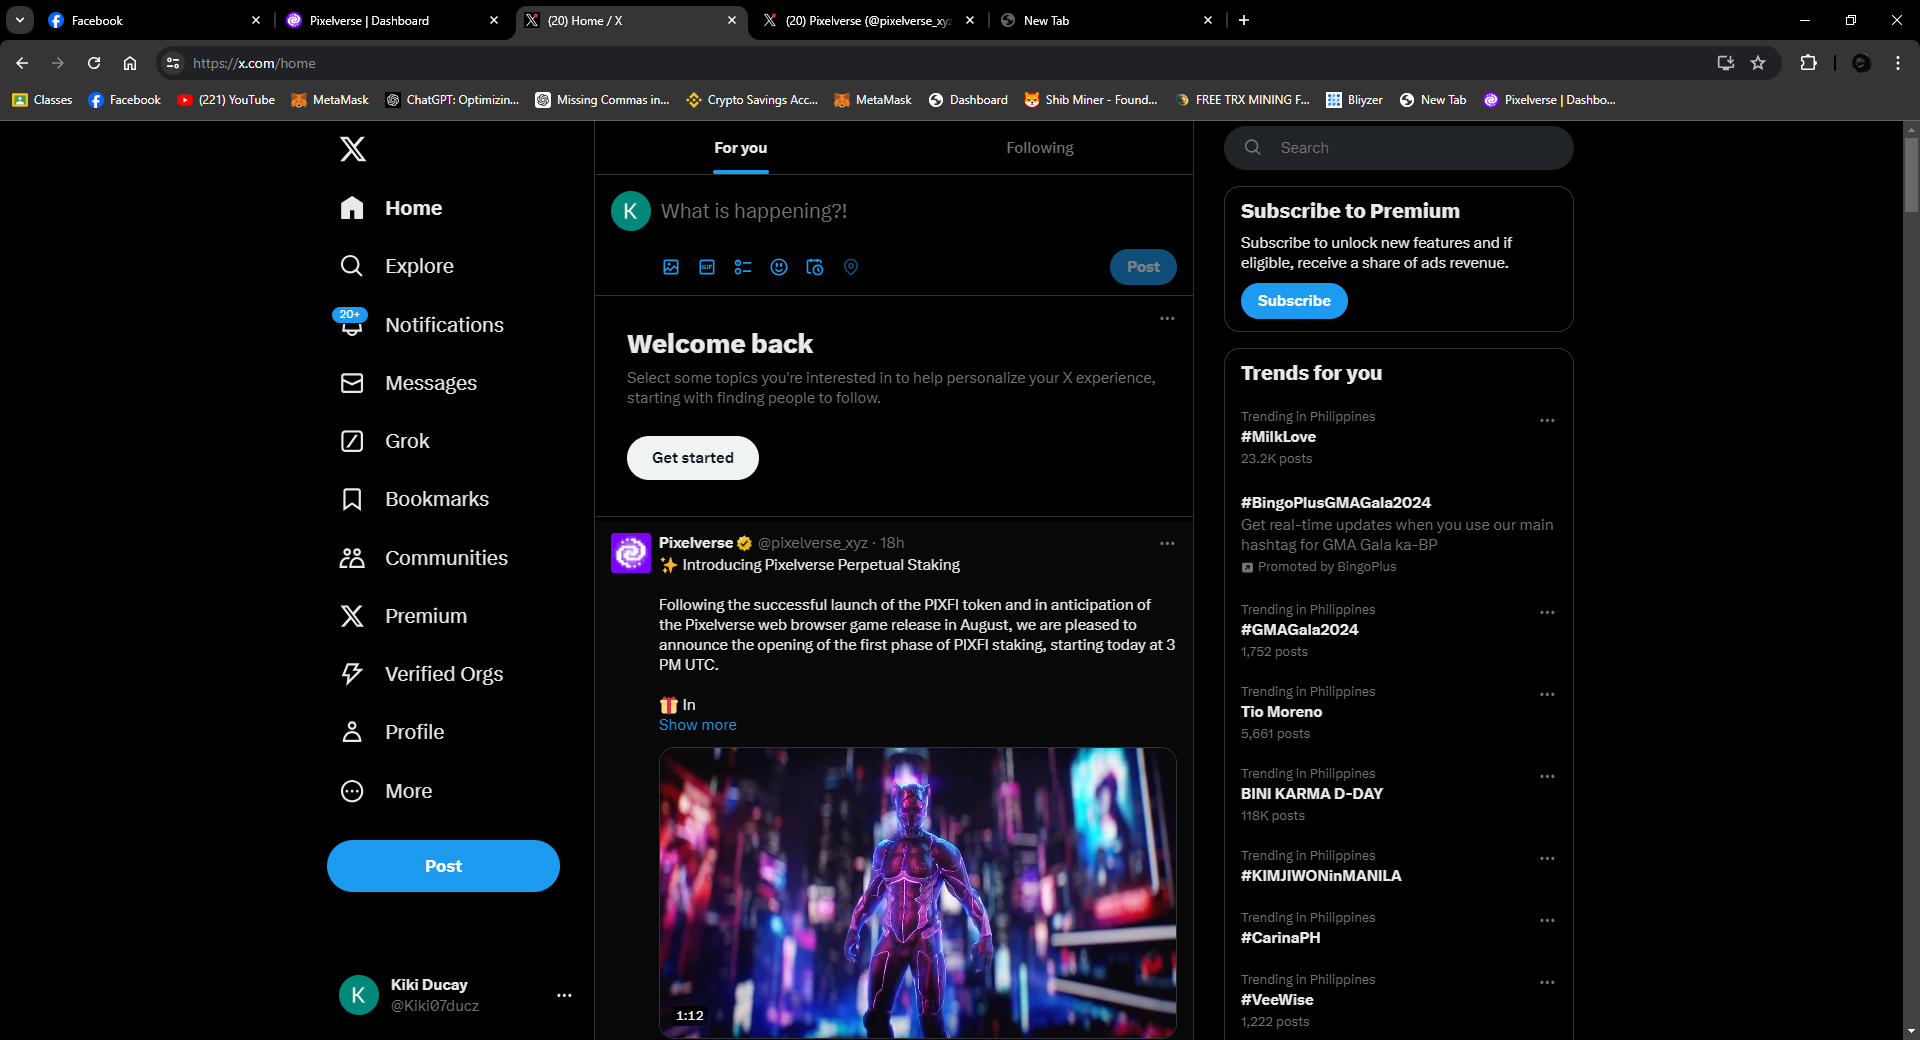 Facebook
Pixelverse | Dashboard
(20) Home / X
(20) Pixelverse (@pixelverse_xyz
New Tab
https://x.com/home
Classes
Facebook
(221) YouTube
MetaMask
ChatGPT: Optimizin...
Missing Commas in...
Crypto Savings Acc...
MetaMask
Dashboard
Shib Miner - Found...
FREE TRX MINING F...
Bliyzer
New Tab
Pixelverse | Dashbo...
Home
Explore
20+
Notifications
Messages
Grok
Bookmarks
Communities
Premium
Verified Orgs
Profile
More
Post
K
Kiki Ducay
@Kiki07ducz
For you
Following
K
What is happening?!
GIF
Post
Welcome back
Select some topics you're interested in to help personalize your X experience,
starting with finding people to follow.
Get started
Pixelverse @pixelverse_xyz · 18h
✨ Introducing Pixelverse Perpetual Staking
Following the successful launch of the PIXFI token and in anticipation of
the Pixelverse web browser game release in August, we are pleased to
announce the opening of the first phase of PIXFI staking, starting today at 3
PM UTC.
🎁 In
Show more
1:12
Search
Subscribe to Premium
Subscribe to unlock new features and if
eligible, receive a share of ads revenue.
Subscribe
Trends for you
Trending in Philippines
#MilkLove
23.2K posts
#BingoPlusGMAGala2024
Get real-time updates when you use our main
hashtag for GMA Gala ka-BP
Promoted by BingoPlus
Trending in Philippines
#GMAGala2024
1,752 posts
Trending in Philippines
Tio Moreno
5,661 posts
Trending in Philippines
BINI KARMA D-DAY
118K posts
Trending in Philippines
#KIMJIWONinMANILA
Trending in Philippines
#CarinaPH
Trending in Philippines
#VeeWise
1,222 posts